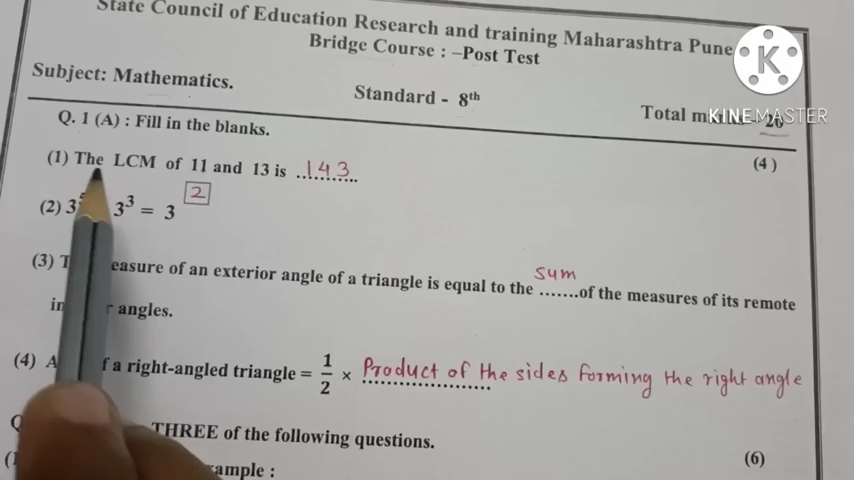 State Council of Education Research and training Maharashtra Pune
Bridge Course : –Post Test
K
KINEMASTER
Subject: Mathematics.
Standard - 8th
Total 20
Q. 1 (A) : Fill in the blanks.
(4 )
(1) The LCM of 11 and 13 is 143
(2) 3 3³ = 3 2
(3) easure of an exterior angle of a triangle is equal to the sum of the measures of its remote
angles.
(4) f a right-angled triangle = 1/2 × Product of the sides forming the right angle
THREE of the following questions.
(6)
ample :